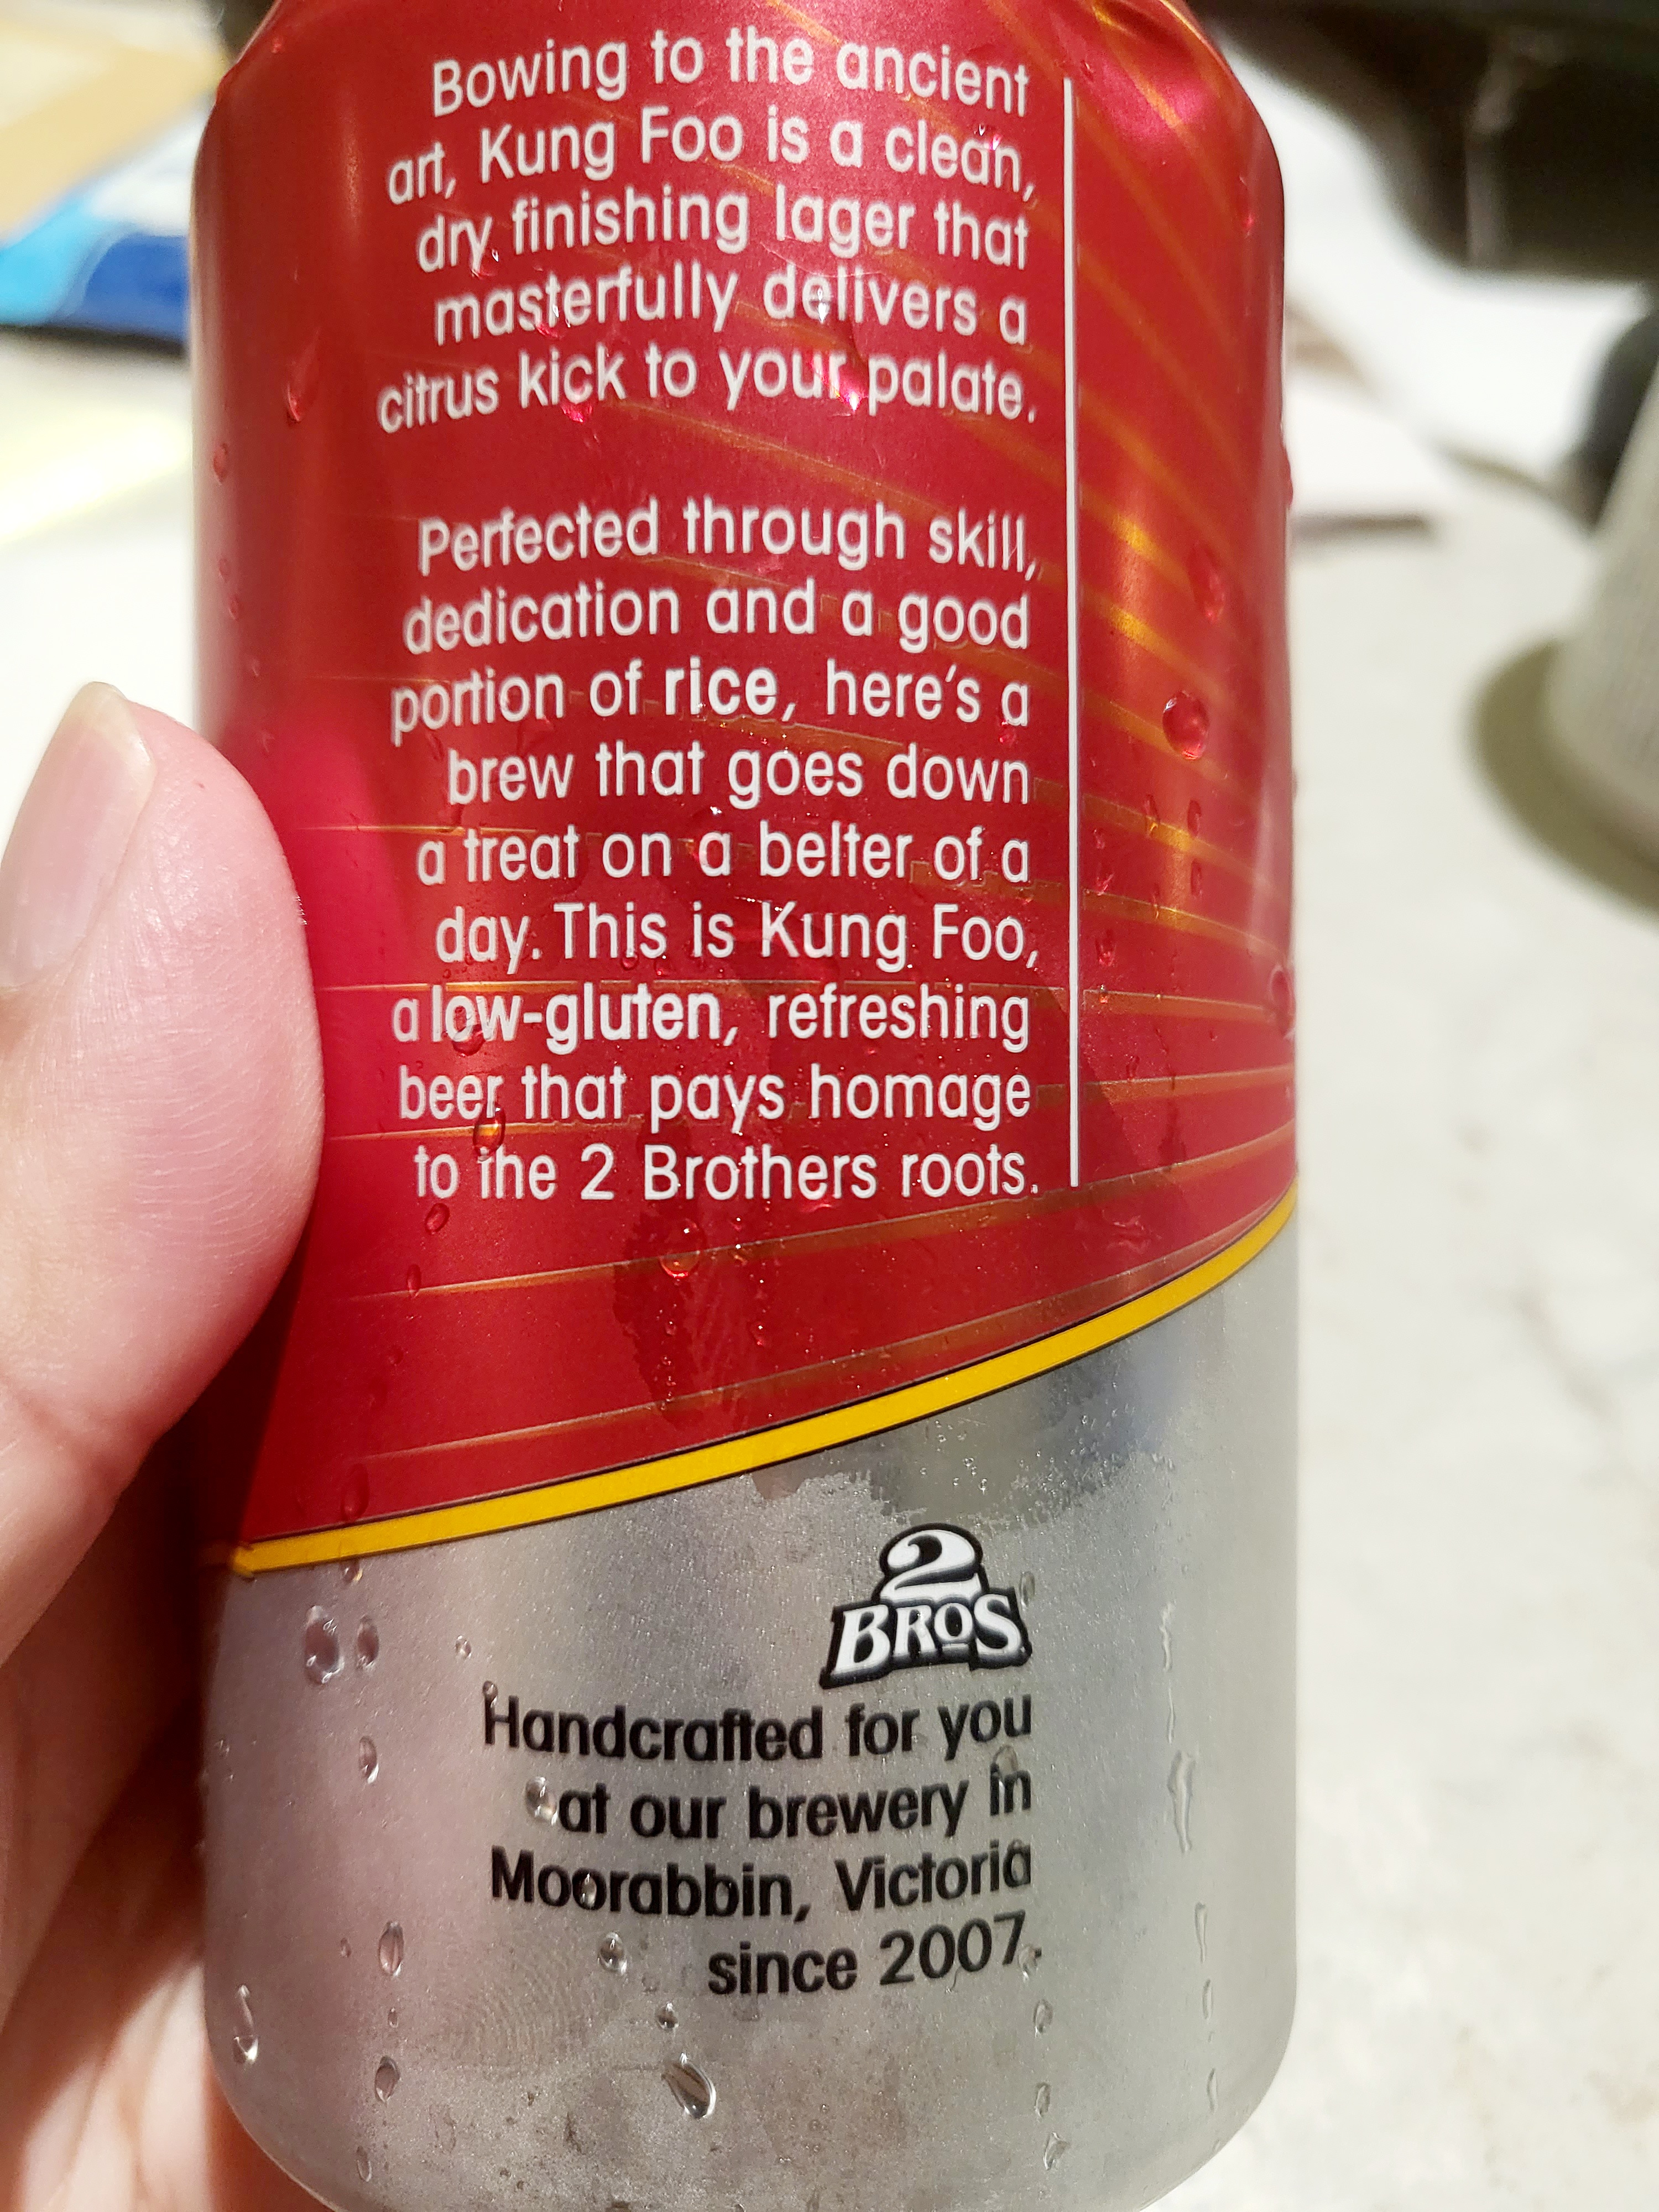 Bowing to the ancient
art, Kung Foo is a clean,
dry finishing lager that
masterfully delivers a
citrus kick to your palate.
Perfected through skill,
dedication and a good
portion of rice, here's a
brew that goes down
a treat on a belter of a
day. This is Kung Foo,
a low-gluten, refreshing
beer that pays homage
to the 2 Brothers roots.
2
BROS
Handcrafted for you
at our brewery in
Moorabbin, Victoria
since 2007.